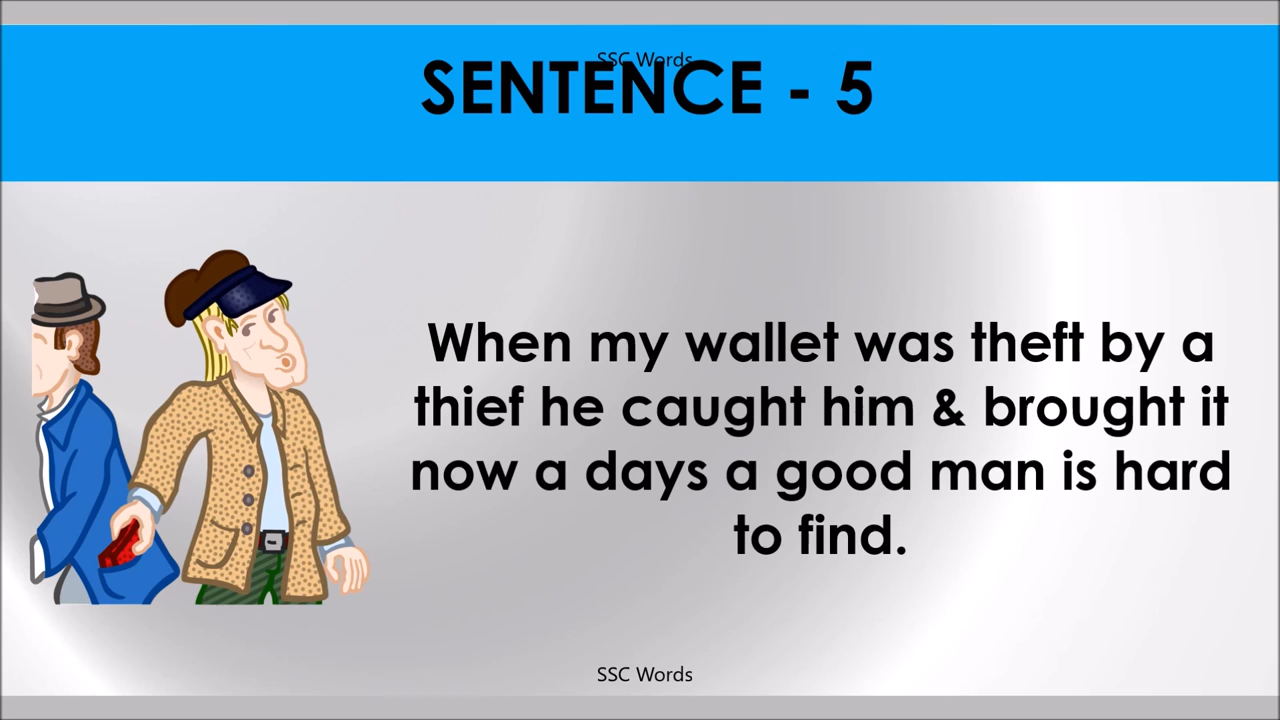 SSC Words
SENTENCE - 5
When my wallet was theft by a
thief he caught him & brought it
now a days a good man is hard
to find.
SSC Words